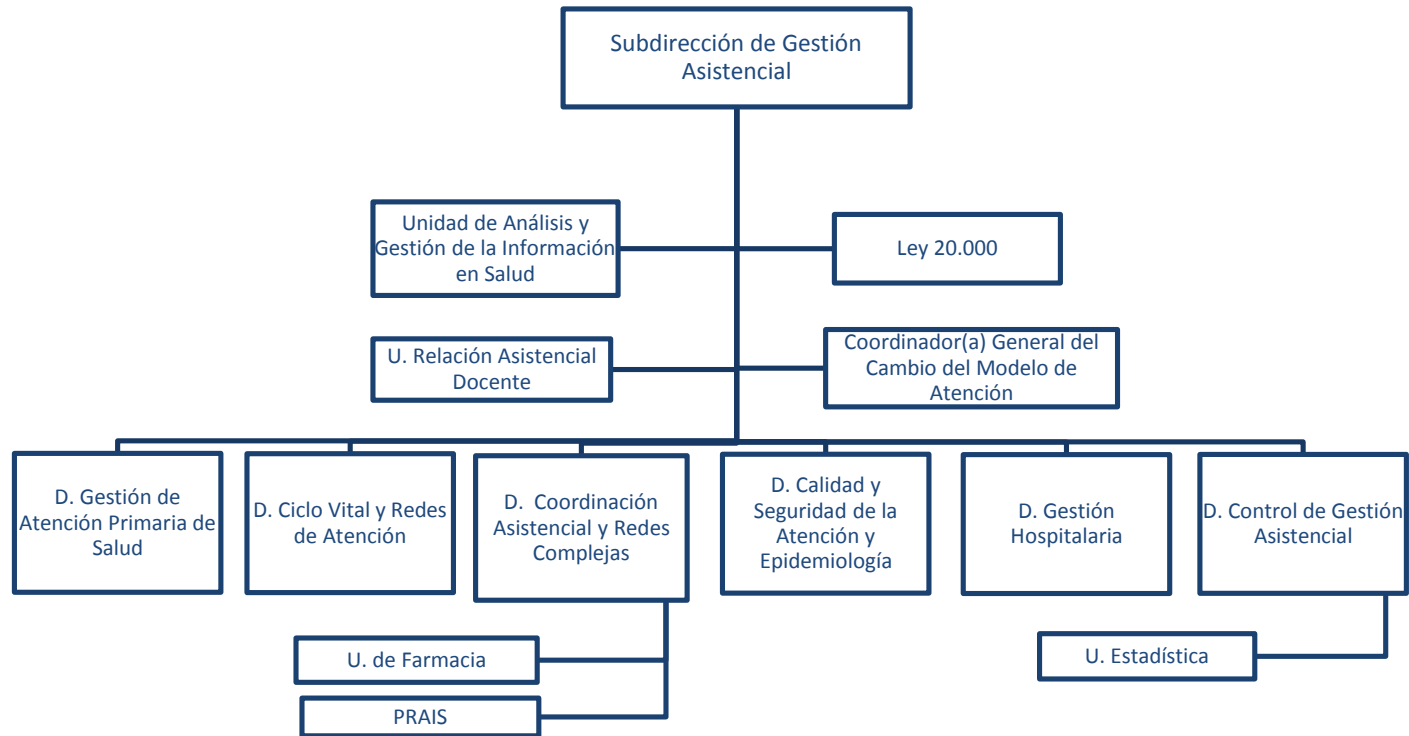 Subdirección de Gestión
Asistencial
Unidad de Análisis y
Gestión de la Información
en Salud
Ley 20.000
U. Relación Asistencial
Docente
Coordinador(a) General del
Cambio del Modelo de
Atención
D. Gestión de
Atención Primaria de
Salud
D. Ciclo Vital y Redes
de Atención
D. Coordinación
Asistencial y Redes
Complejas
D. Calidad y
Seguridad de la
Atención y
Epidemiología
D. Gestión
Hospitalaria
D. Control de Gestión
Asistencial
U. de Farmacia
PRAIS
U. Estadística